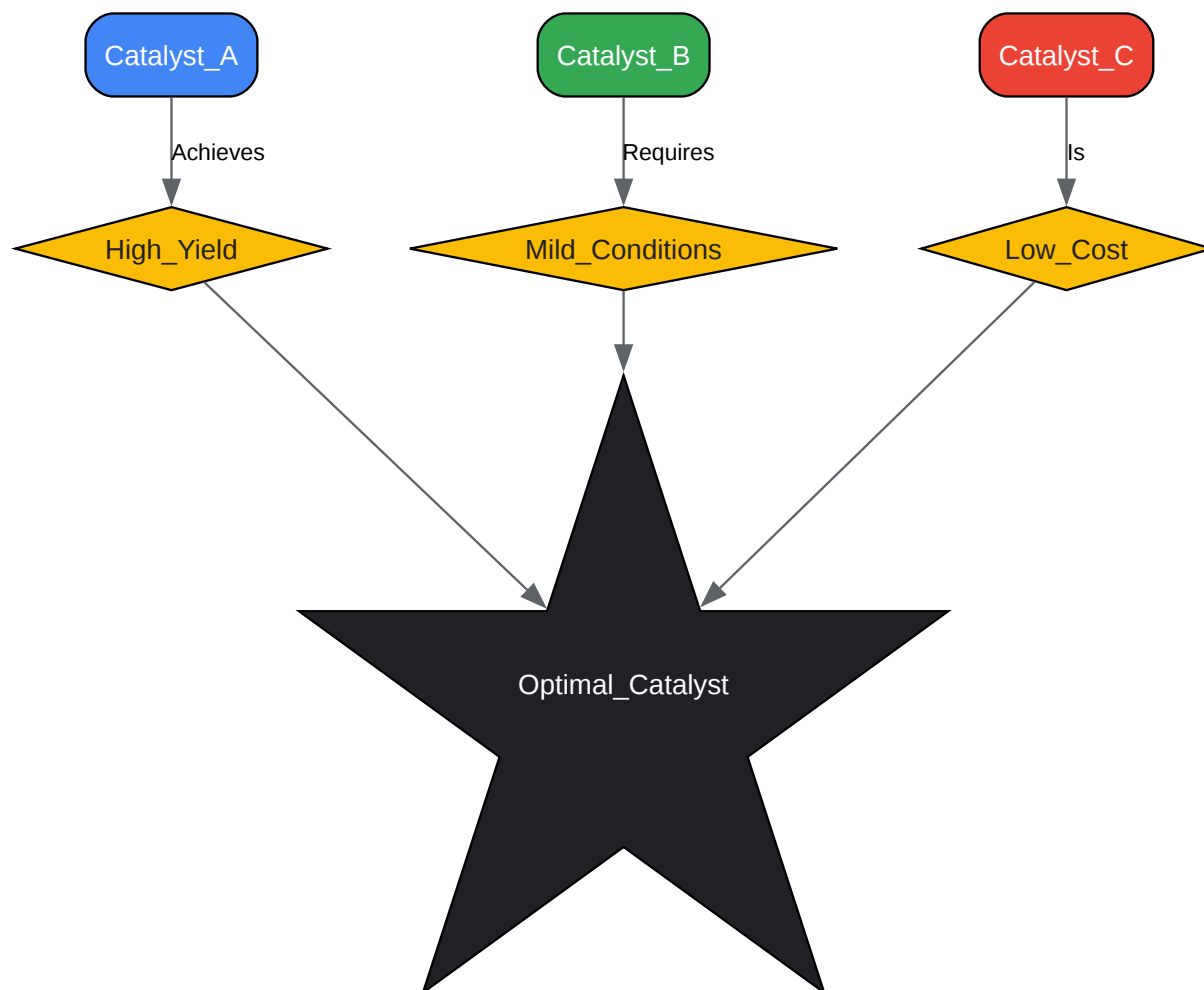 Catalyst_A
Catalyst_B
Catalyst_C
Achieves
Requires
Is
High_Yield
Mild_Conditions
Low_Cost
Optimal_Catalyst